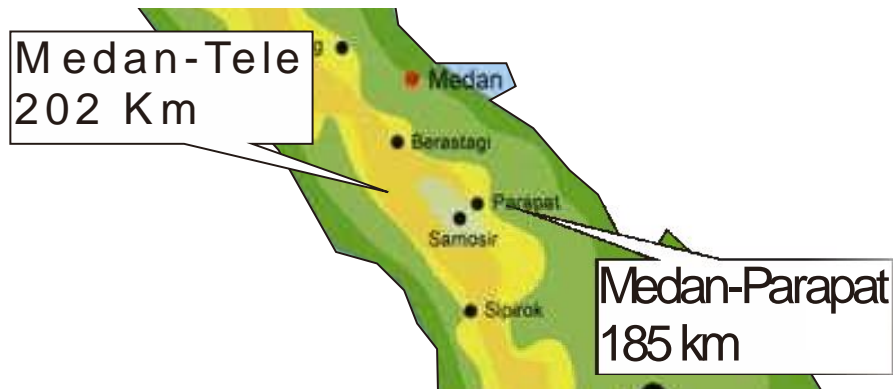 Medan-Tele
202 Km
Medan
Berastagi
Parapat
Samosir
Medan-Parapat
185 km
Sipirok